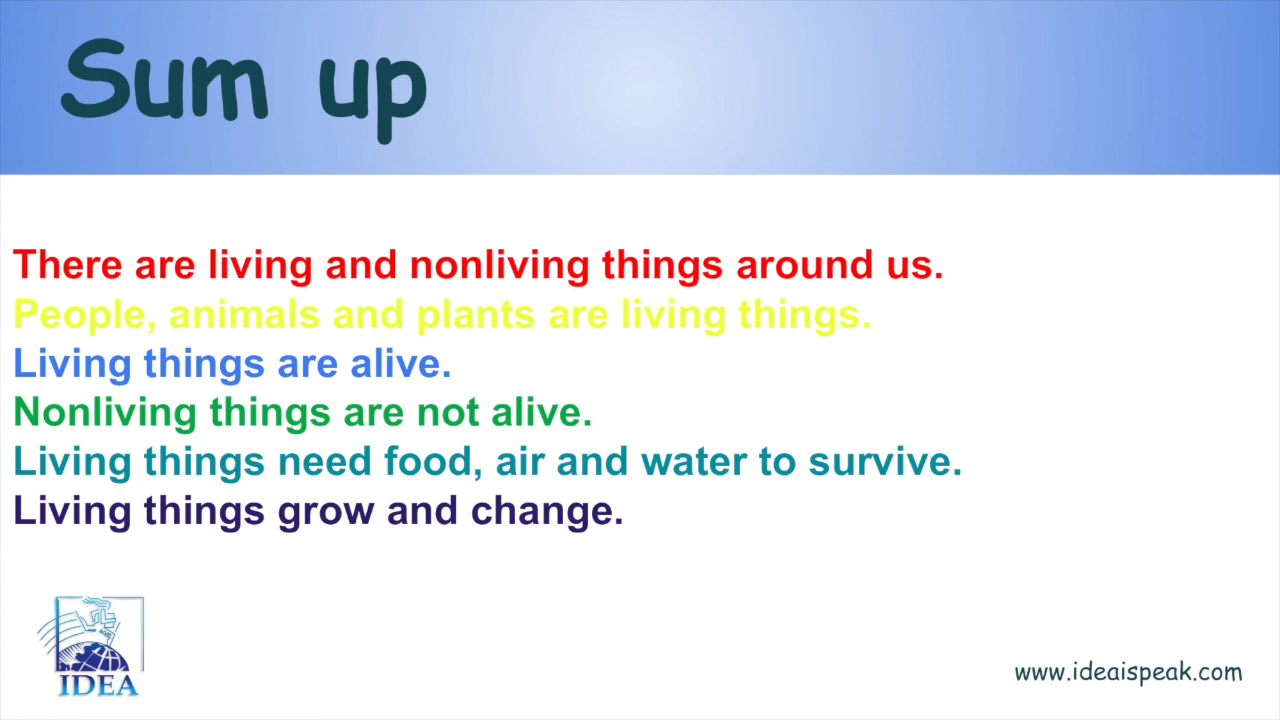 Sum up
There are living and nonliving things around us.
People, animals and plants are living things.
Living things are alive.
Nonliving things are not alive.
Living things need food, air and water to survive.
Living things grow and change.
IDEA
www.ideaispeak.com